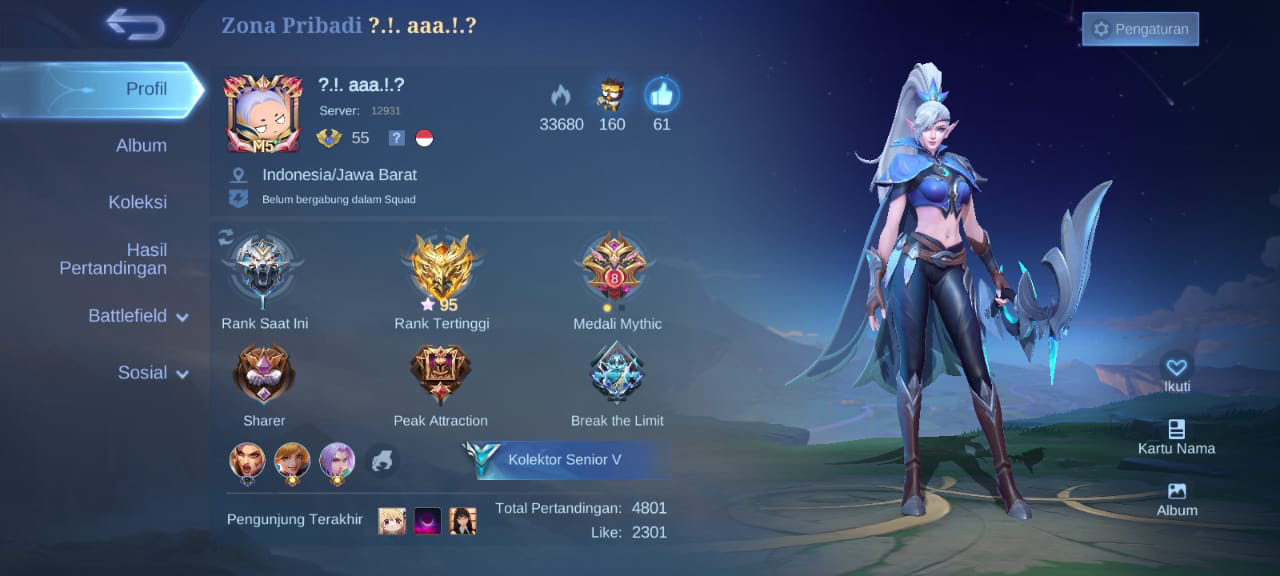 Zona Pribadi ?.!. aaa.!.?
Pengaturan
Profil
Album
Koleksi
Hasil
Pertandingan
Battlefield
Sosial
M5
?.!. aaa.!.?
Server: 12931
55 ?
33680 160 61
Indonesia/Jawa Barat
Belum bergabung dalam Squad
95
8
Rank Saat Ini Rank Tertinggi Medali Mythic
Sharer Peak Attraction Break the Limit
Kolektor Senior V
Pengunjung Terakhir
Total Pertandingan: 4801
Like: 2301
Ikuti
Kartu Nama
Album